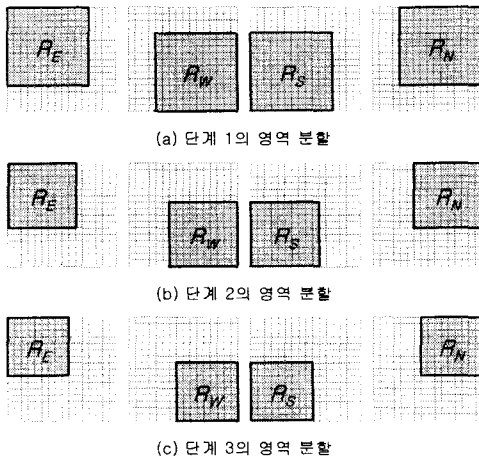 R_E R_W R_S R_N
(a) 단계 1의 영역 분할
R_E R_W R_S R_N
(b) 단계 2의 영역 분할
R_E R_W R_S R_N
(c) 단계 3의 영역 분할